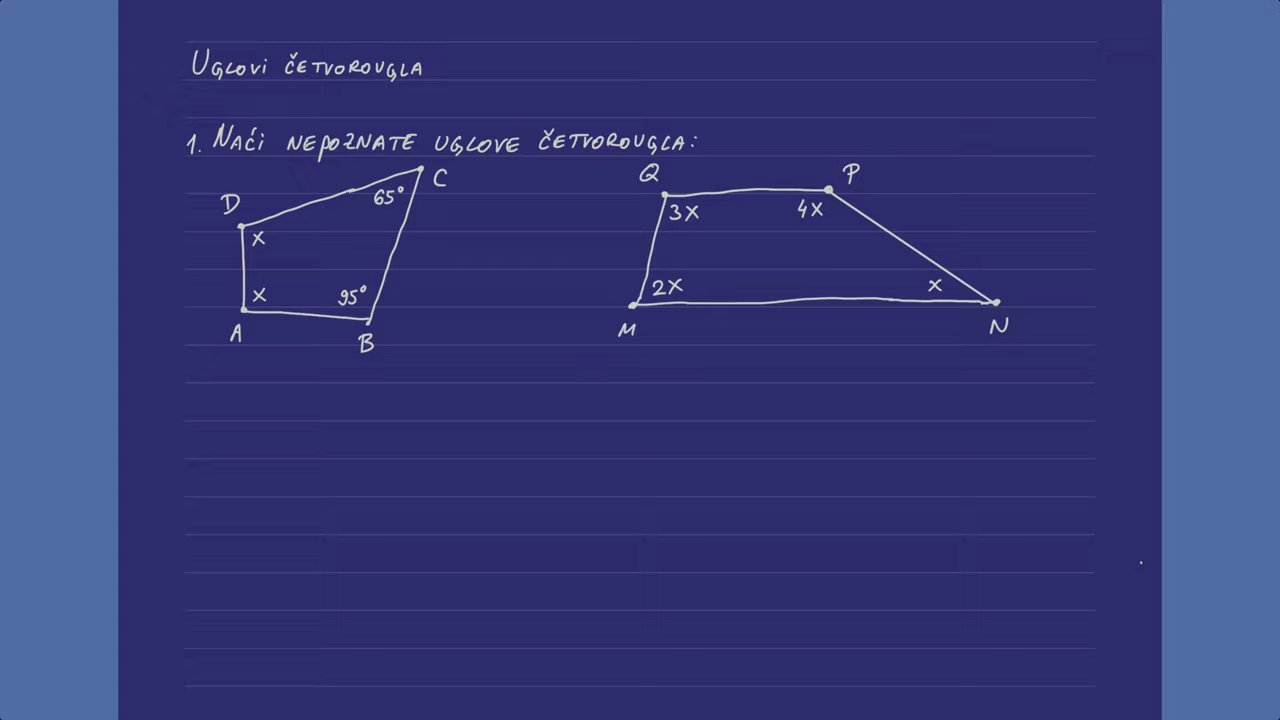 Uglovi četvorougla
1. Naći nepoznate uglove četvorougla:
D x
A x
B 95°
C 65°
Q 3x
P 4x
M 2x
N x